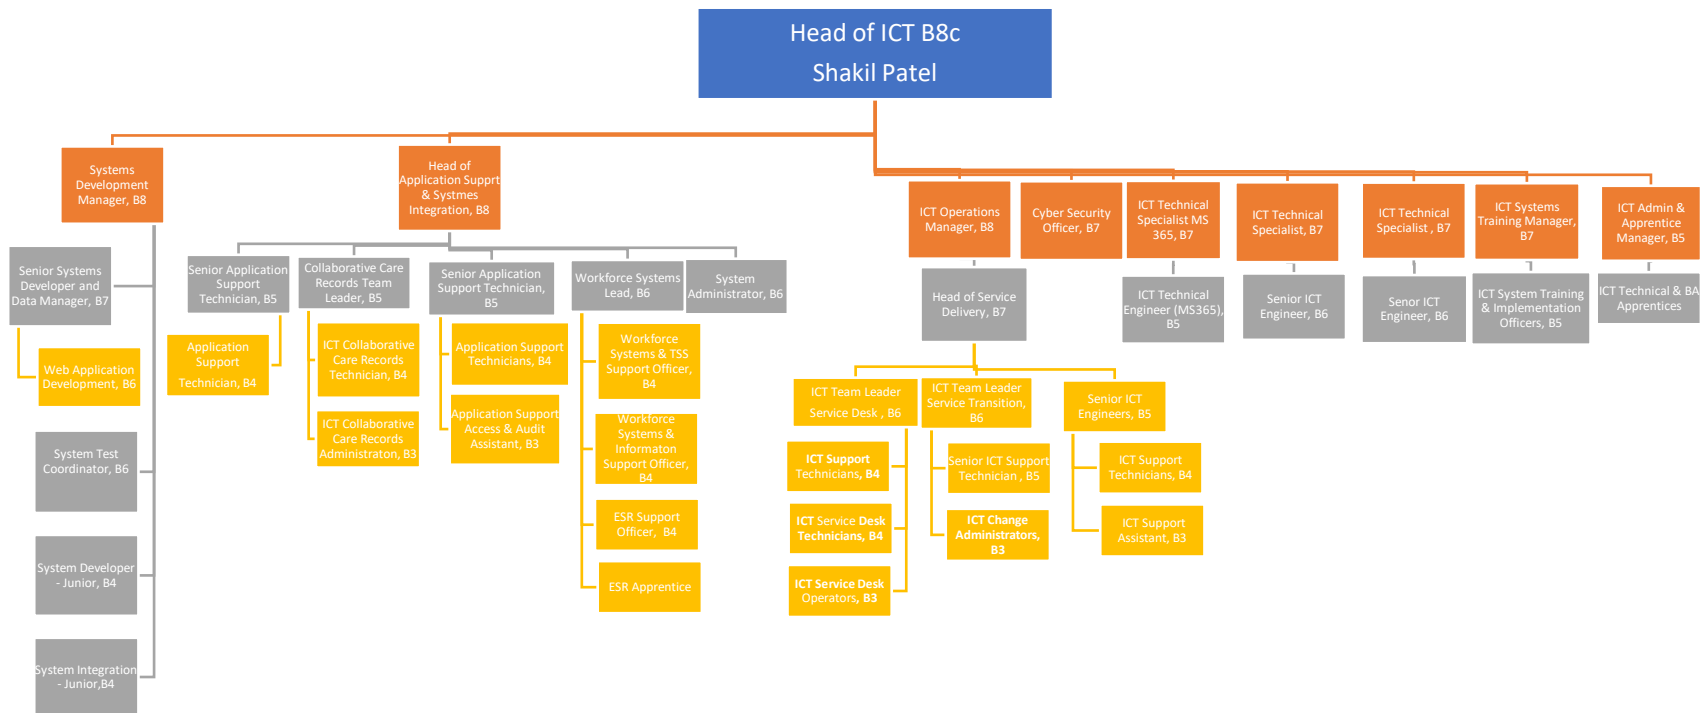 Head of ICT B8c
Shakil Patel
Systems
Development
Manager, B8
Head of
Application Supprt
& Systmes
Integration, B8
ICT Operations
Manager, B8
Cyber Security
Officer, B7
ICT Technical
Specialist MS
365, B7
ICT Technical
Specialist, B7
ICT Technical
Specialist , B7
ICT Systems
Training Manager,
B7
ICT Admin &
Apprentice
Manager, B5
Senior Systems
Developer and
Data Manager, B7
Senior Application
Support
Technician, B5
Collaborative Care
Records Team
Leader, B5
Senior Application
Support Technician,
B5
Workforce Systems
Lead, B6
System
Administrator, B6
Head of Service
Delivery, B7
ICT Technical
Engineer (MS365),
B5
Senior ICT
Engineer, B6
Senor ICT
Engineer, B6
ICT System Training
& Implementation
Officers, B5
ICT Technical & BA
Apprentices
Web Application
Development, B6
Application
Support
Technician, B4
ICT Collaborative
Care Records
Technician, B4
Application Support
Technicians, B4
Workforce
Systems & TSS
Support Officer,
B4
ICT Team Leader
Service Desk , B6
ICT Team Leader
Service Transition,
B6
Senior ICT
Engineers, B5
System Test
Coordinator, B6
ICT Collaborative
Care Records
Administraton, B3
Application Support
Access & Audit
Assistant, B3
Workforce
Systems &
Informaton
Support Officer,
B4
ICT Support
Technicians, B4
Senior ICT Support
Technician , B5
ICT Support
Technicians, B4
ESR Support
Officer,  B4
ICT Service Desk
Technicians, B4
ICT Change
Administrators,
B3
ICT Support
Assistant, B3
System Developer
- Junior, B4
ESR Apprentice
ICT Service Desk
Operators, B3
System Integration
- Junior,B4